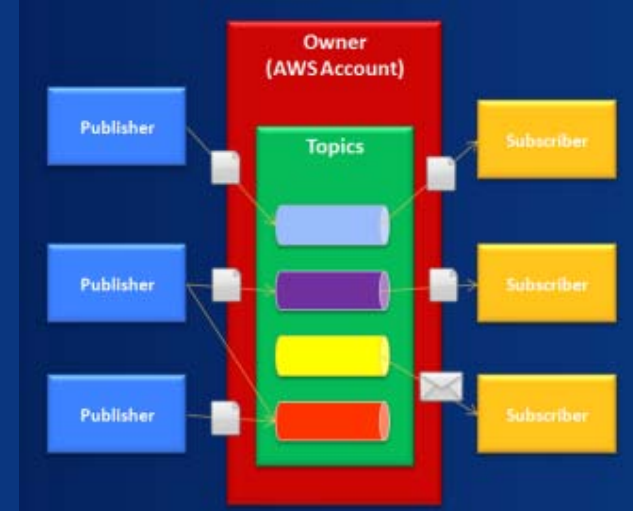 Owner
(AWS Account)
Topics
Publisher
Subscriber
Publisher
Subscriber
Publisher
Subscriber